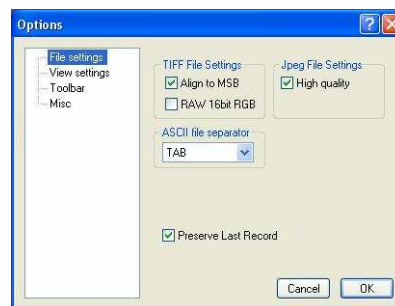 Options
File settings
View settings
Toolbar
Misc
TIFF File Settings
Align to MSB
RAW 16bit RGB
Jpeg File Settings
High quality
ASCII file separator
TAB
Preserve Last Record
Cancel
OK